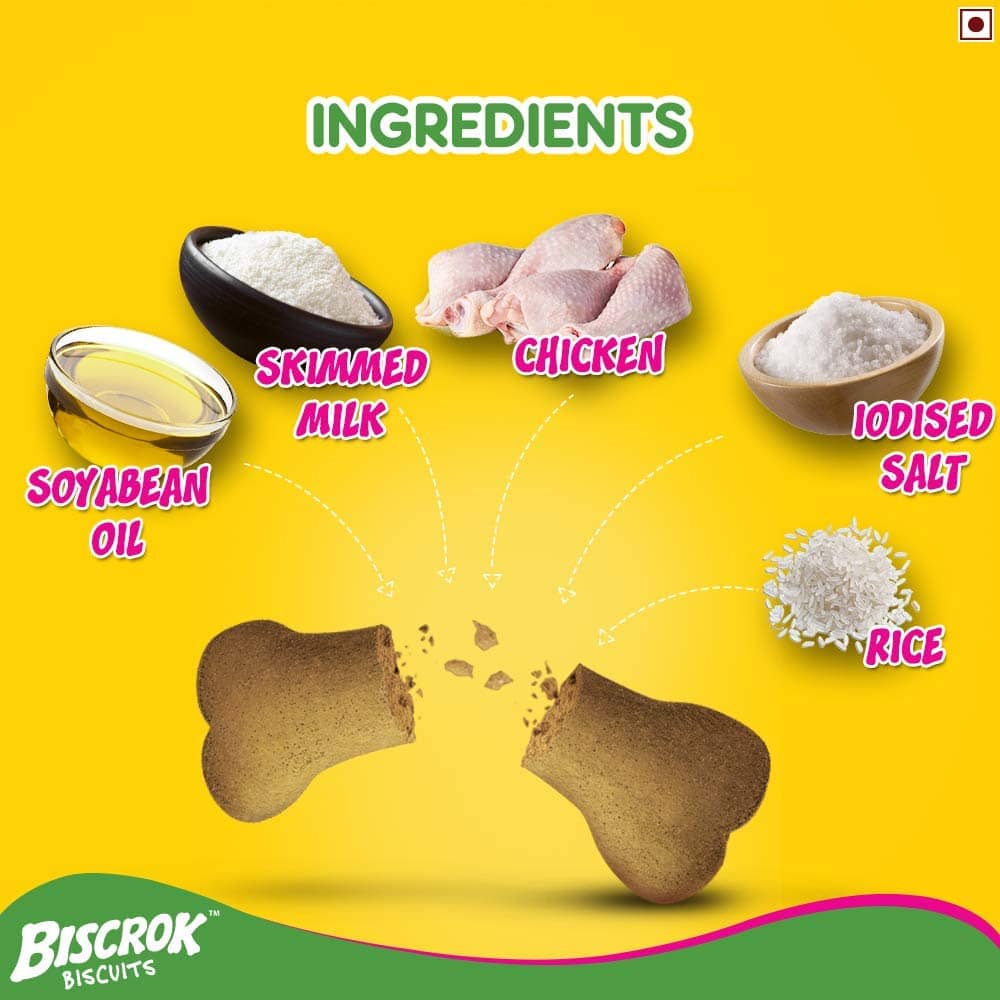 INGREDIENTS
SKIMMED
MILK
CHICKEN
SOYABEAN
OIL
IODISED
SALT
RICE
BISCROK™
BISCUITS